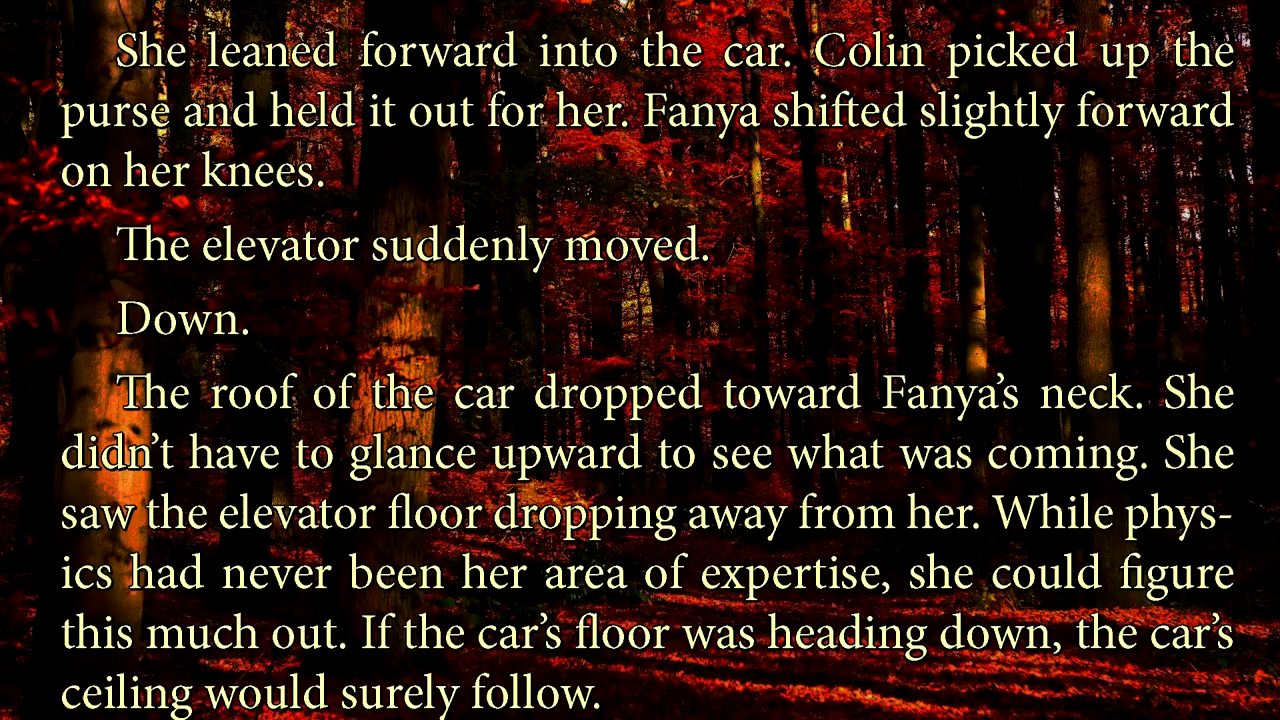 She leaned forward into the car. Colin picked up the
purse and held it out for her. Fanya shifted slightly forward
on her knees.
The elevator suddenly moved.
Down.
The roof of the car dropped toward Fanya’s neck. She
didn’t have to glance upward to see what was coming. She
saw the elevator floor dropping away from her. While phys-
ics had never been her area of expertise, she could figure
this much out. If the car’s floor was heading down, the car’s
ceiling would surely follow.